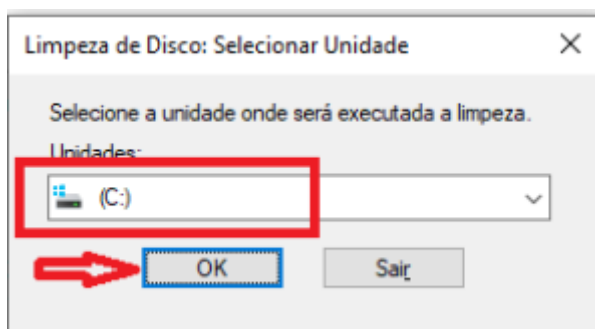 Limpeza de Disco: Selecionar Unidade
Selecione a unidade onde será executada a limpeza.
Unidades:
(C:)
OK
Sair